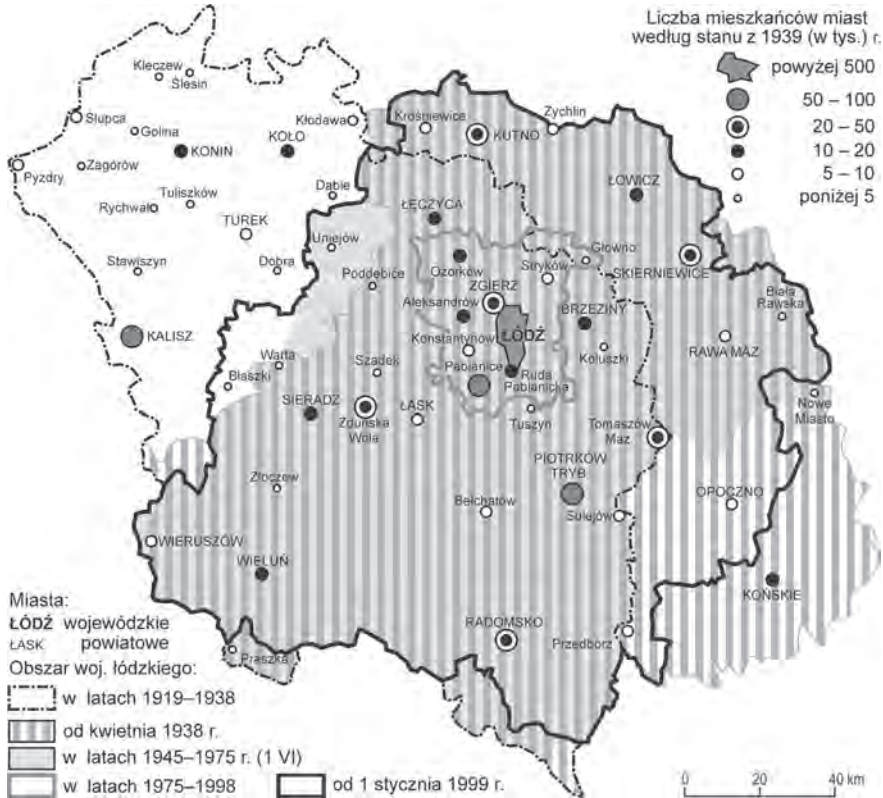 Liczba mieszkańców miast
według stanu z 1939 (w tys.) r.
powyżej 500
50 – 100
20 – 50
10 – 20
5 – 10
poniżej 5
Kleczew
Ślesin
Słupca
Golina
KONIN
KOŁO
Kłodawa
Krośniewice
KUTNO
Zychlin
Pyzdry
Zagórów
Rychwał
Tuliszków
Dąbie
ŁĘCZYCA
ŁOWICZ
TUREK
Uniejów
Stawiszyn
Dobra
Poddębice
Ozorków
Stryków
Głowno
SKIERNIEWICE
ZGIERZ
Aleksandrów
BRZEZINY
Biała
Rawska
KALISZ
Konstantynów
ŁÓDŹ
Koluszki
RAWA MAZ
Warta
Błaszki
Szadek
Pabianice
Ruda
Pabianicka
SIERADZ
Zduńska
Wola
ŁASK
Tuszyn
Tomaszów
Maz
Nowe
Miasto
PIOTRKÓW
TRYB
Złoczew
Bełchatów
Sulejów
OPOCZNO
WIERUSZÓW
WIELUŃ
KOŃSKIE
RADOMSKO
Przedbórz
Praszka
Miasta:
ŁÓDŹ wojewódzkie
ŁASK powiatowe
Obszar woj. łódzkiego:
w latach 1919–1938
od kwietnia 1938 r.
w latach 1945–1975 r. (1 VI)
w latach 1975–1998
od 1 stycznia 1999 r.
0 20 40 km